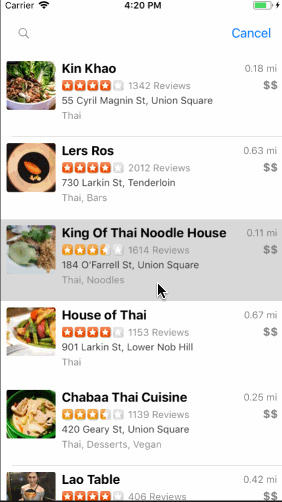 Carrier 4:20 PM
Cancel
Kin Khao 0.18 mi
1342 Reviews $$
55 Cyril Magnin St, Union Square
Thai
Lers Ros 0.63 mi
2012 Reviews $$
730 Larkin St, Tenderloin
Thai, Bars
King Of Thai Noodle House 0.11 mi
1614 Reviews $$
184 O'Farrell St, Union Square
Thai, Noodles
House of Thai 0.67 mi
1153 Reviews $$
901 Larkin St, Lower Nob Hill
Thai
Chabaa Thai Cuisine 0.25 mi
1139 Reviews $$
420 Geary St, Union Square
Thai, Desserts, Vegan
Lao Table 0.42 mi
406 Reviews $$